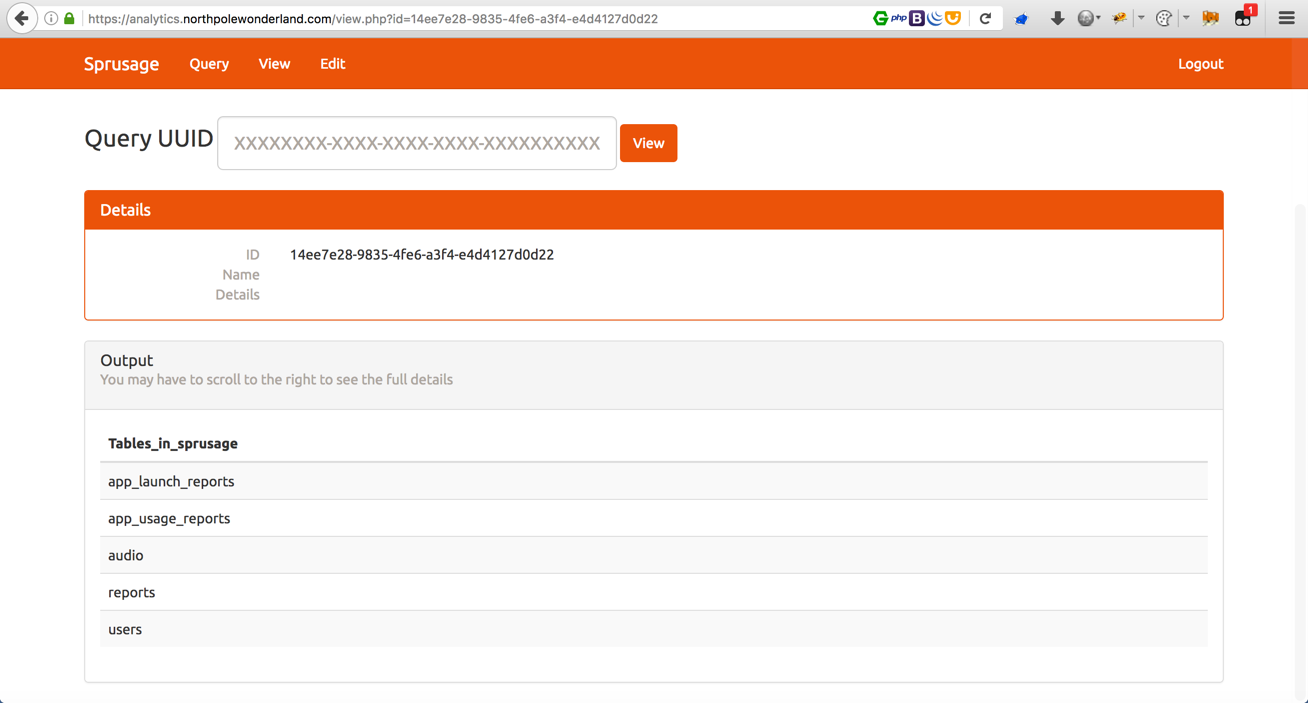 https://analytics.northpolewonderland.com/view.php?id=14ee7e28-9835-4fe6-a3f4-e4d4127d0d22
php
B
1
Sprusage Query View Edit Logout
Query UUID XXXXXXXX-XXXX-XXXX-XXXX-XXXXXXXXXX View
Details
ID 14ee7e28-9835-4fe6-a3f4-e4d4127d0d22
Name
Details
Output
You may have to scroll to the right to see the full details
Tables_in_sprusage
app_launch_reports
app_usage_reports
audio
reports
users